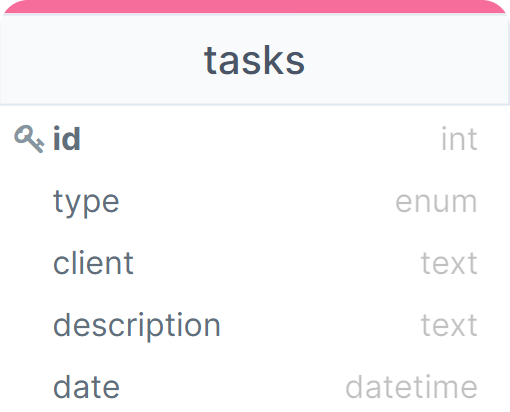 tasks
id int
type enum
client text
description text
date datetime